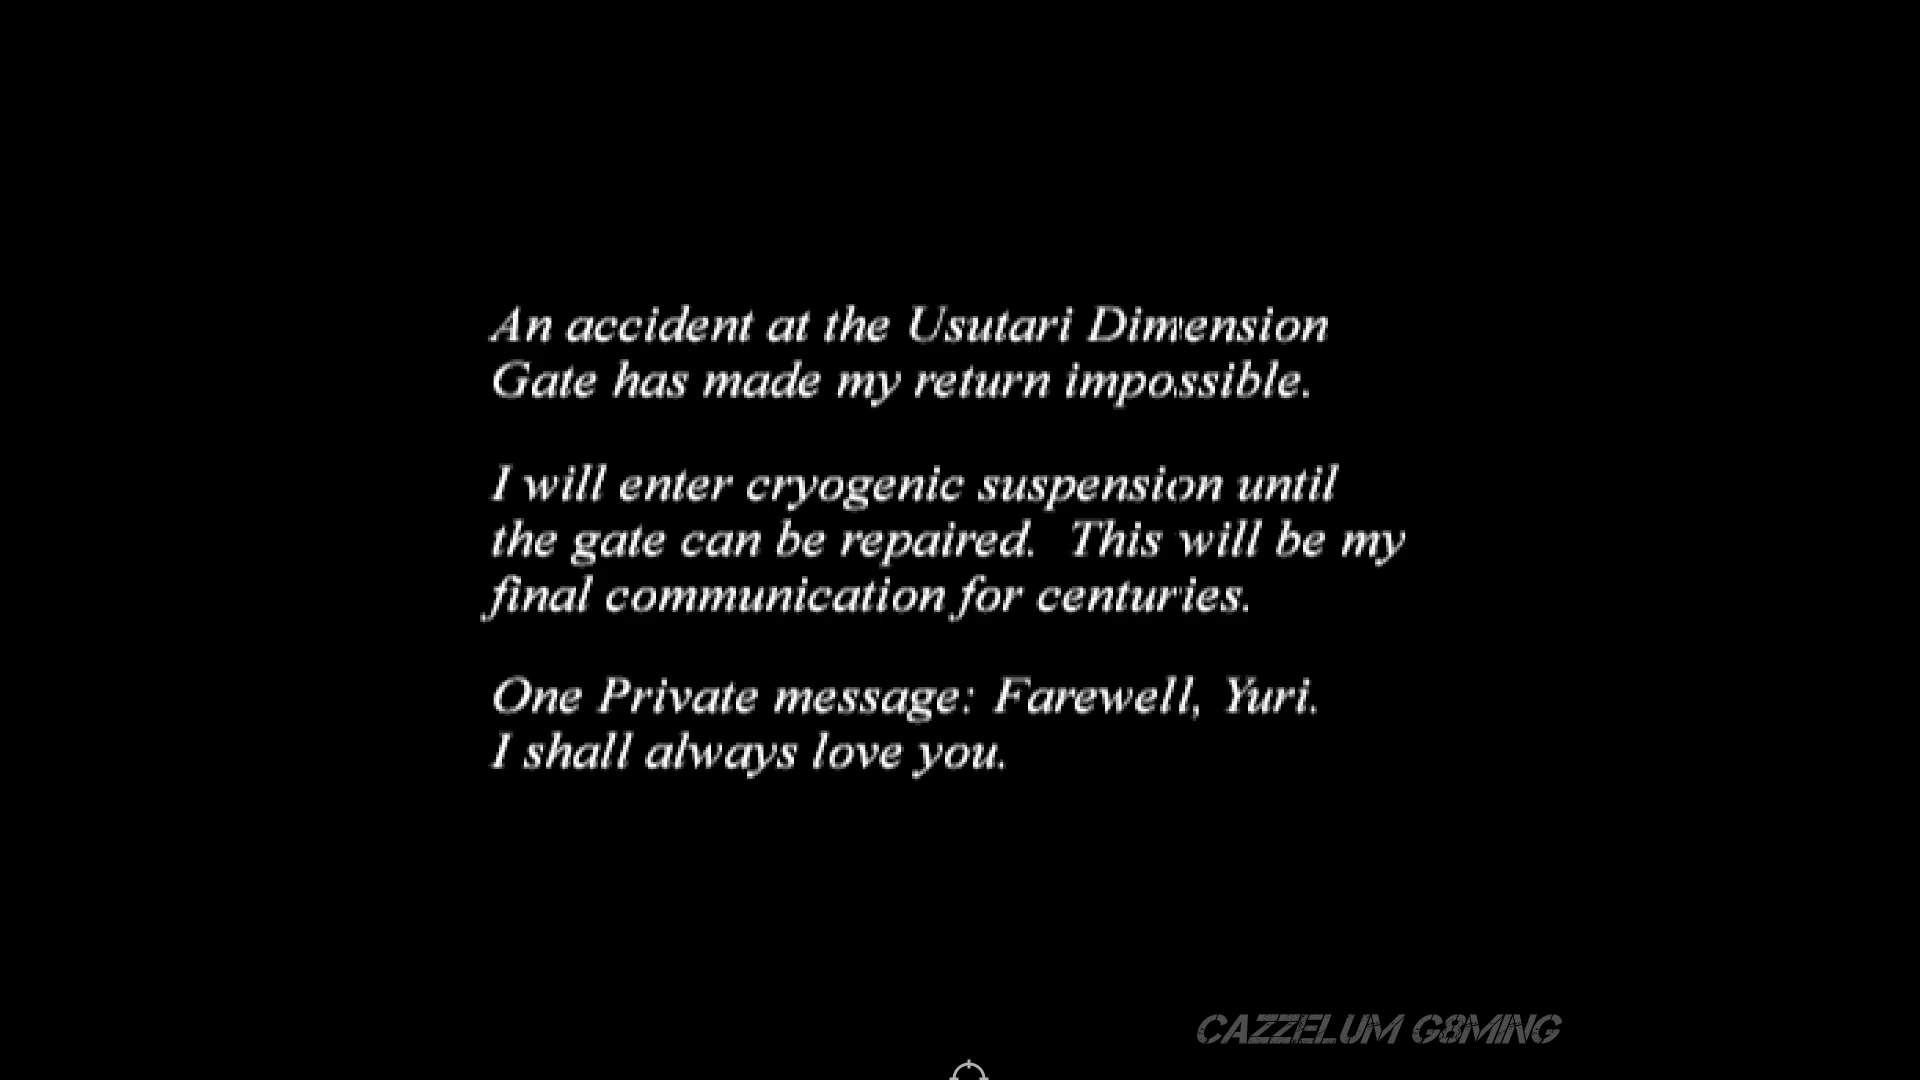 An accident at the Usutari Dimension
Gate has made my return impossible.
I will enter cryogenic suspension until
the gate can be repaired.  This will be my
final communication for centuries.
One Private message: Farewell, Yuri.
I shall always love you.
CAZZELUM G8MING